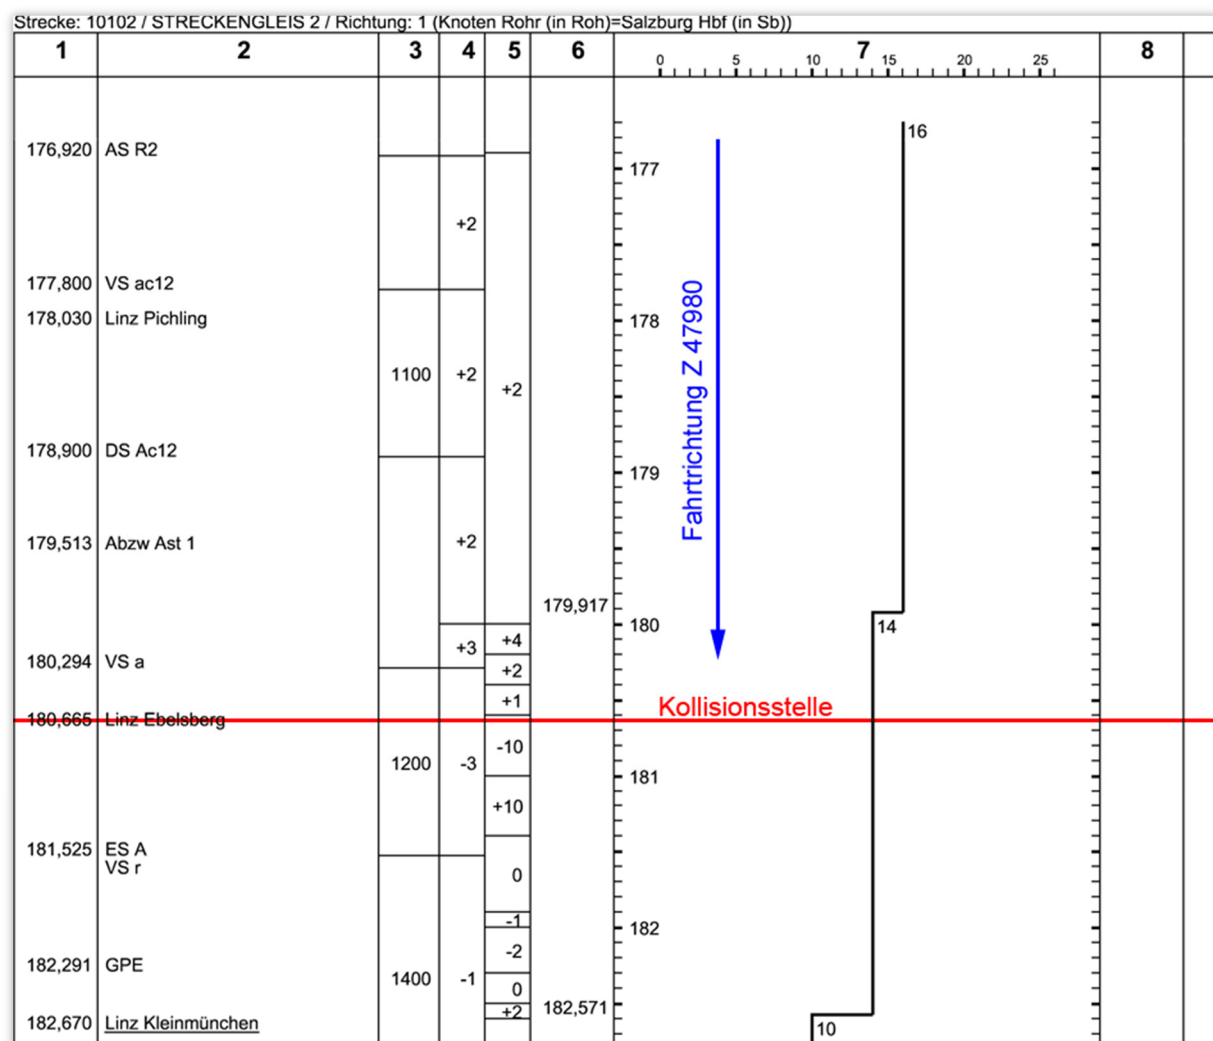 Strecke: 10102 / STRECKENGLEIS 2 / Richtung: 1 (Knoten Rohr (in Roh)=Salzburg Hbf (in Sb))
1 2 3 4 5 6 7 8
0 5 10 15 20 25
16
176,920 AS R2
177
+2
177,800 VS ac12
178,030 Linz Pichling
178
1100 +2
+2
Fahrtrichtung Z 47980
178,900 DS Ac12
179
179,513 Abzw Ast 1
+2
179,917
180
14
+4
+3
180,294 VS a
+2
+1
Kollisionsstelle
180,665 Linz Ebelsberg
-10
1200 -3
181
+10
181,525 ES A
VS r
0
-1
182
-2
182,291 GPE
1400 -1
0
182,571
+2
182,670 Linz Kleinmünchen
10